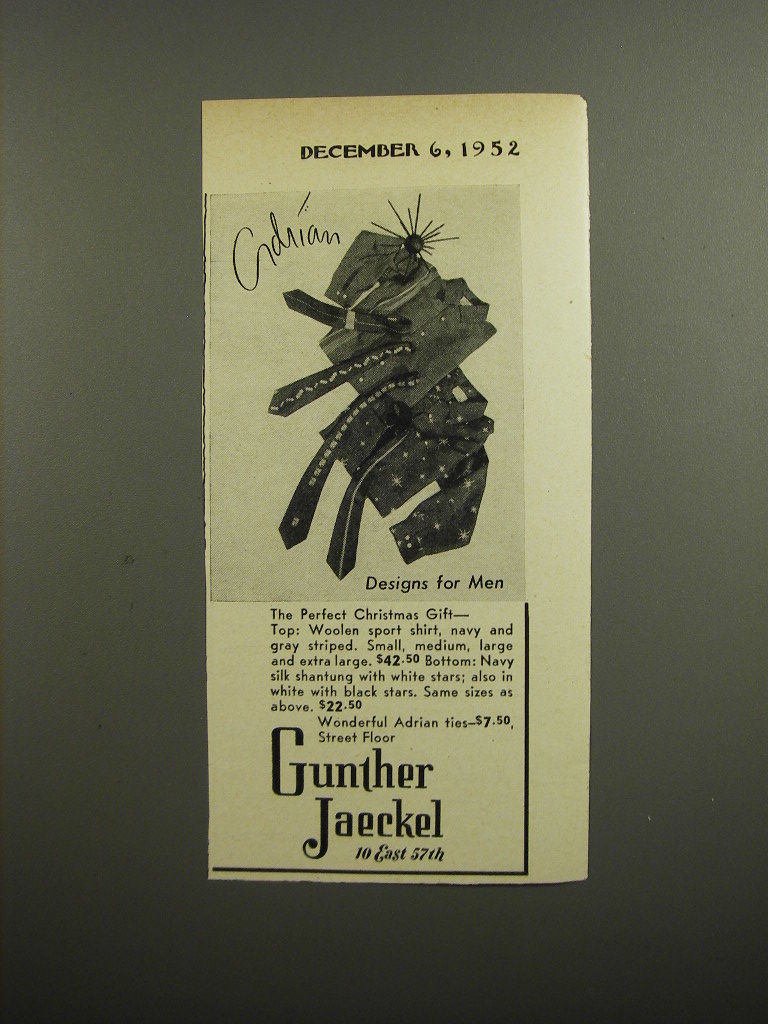 DECEMBER 6, 1952
Adrian
Designs for Men
The Perfect Christmas Gift—
Top: Woolen sport shirt, navy and
gray striped. Small, medium, large
and extra large. $42.50 Bottom: Navy
silk shantung with white stars; also in
white with black stars. Same sizes as
above. $22.50
Wonderful Adrian ties—$7.50,
Street Floor
Gunther
Jaeckel
10 East 57th